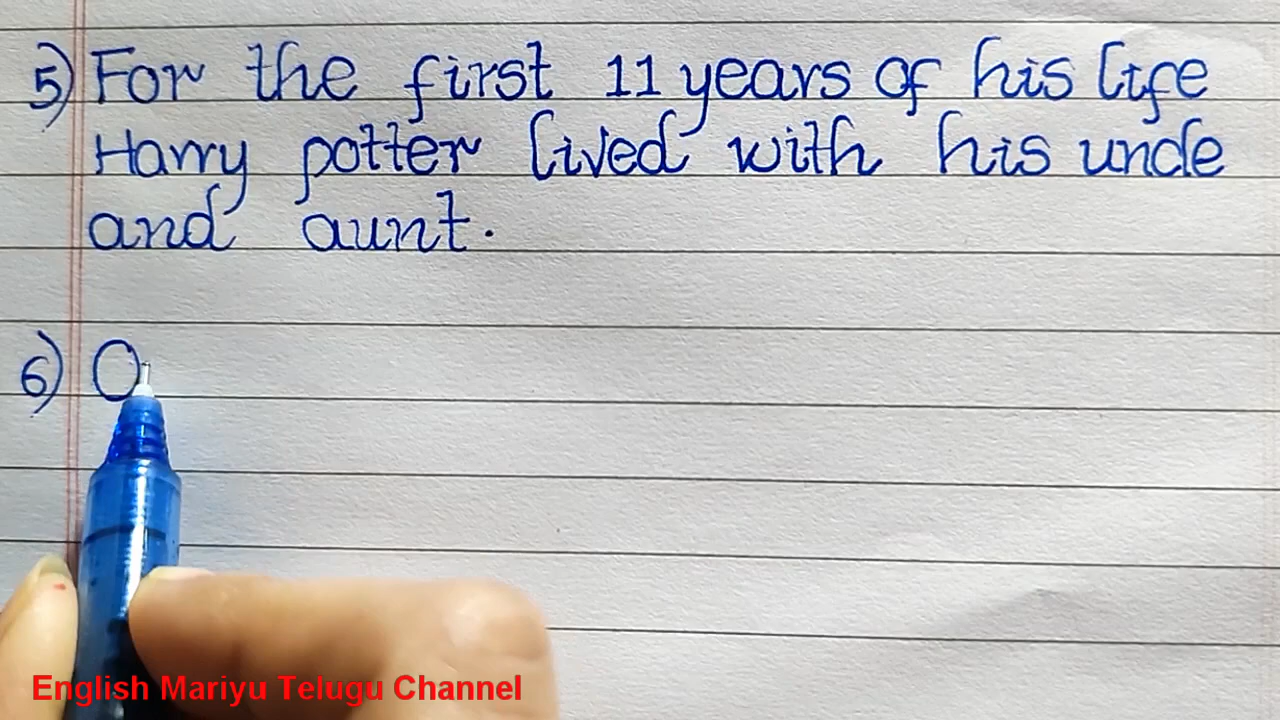 5) For the first 11 years of his life
Harry potter lived with his uncle
and aunt.
6) O
English Mariyu Telugu Channel